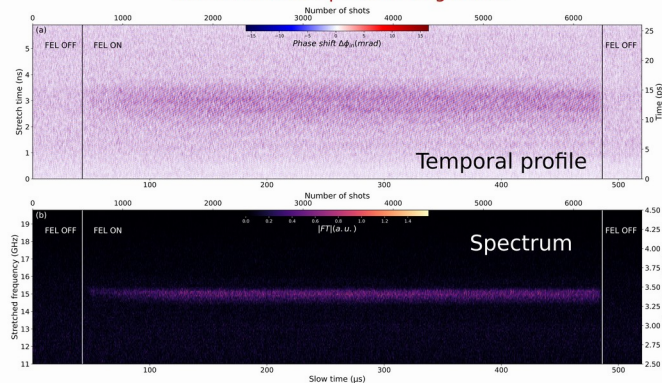 Number of shots
0 1000 2000 3000 4000 5000 6000
(a)
FEL OFF
FEL ON
FEL OFF
−15 −10 −5 0 5 10 15
Phase shift Δϕn(mrad)
5
4
3
2
1
0
Stretch time (ns)
25
20
15
10
5
0
Time (ps)
Temporal profile
100 200 300 400 500
Number of shots
0 1000 2000 3000 4000 5000 6000
(b)
FEL OFF
FEL ON
FEL OFF
0.0 0.2 0.4 0.6 0.8 1.0 1.2 1.4
|FT|(a.u.)
Spectrum
19
18
17
16
15
14
13
12
11
Stretched frequency (GHz)
4.50
4.25
4.00
3.75
3.50
3.25
3.00
2.75
2.50
100 200 300 400 500
Slow time (μs)